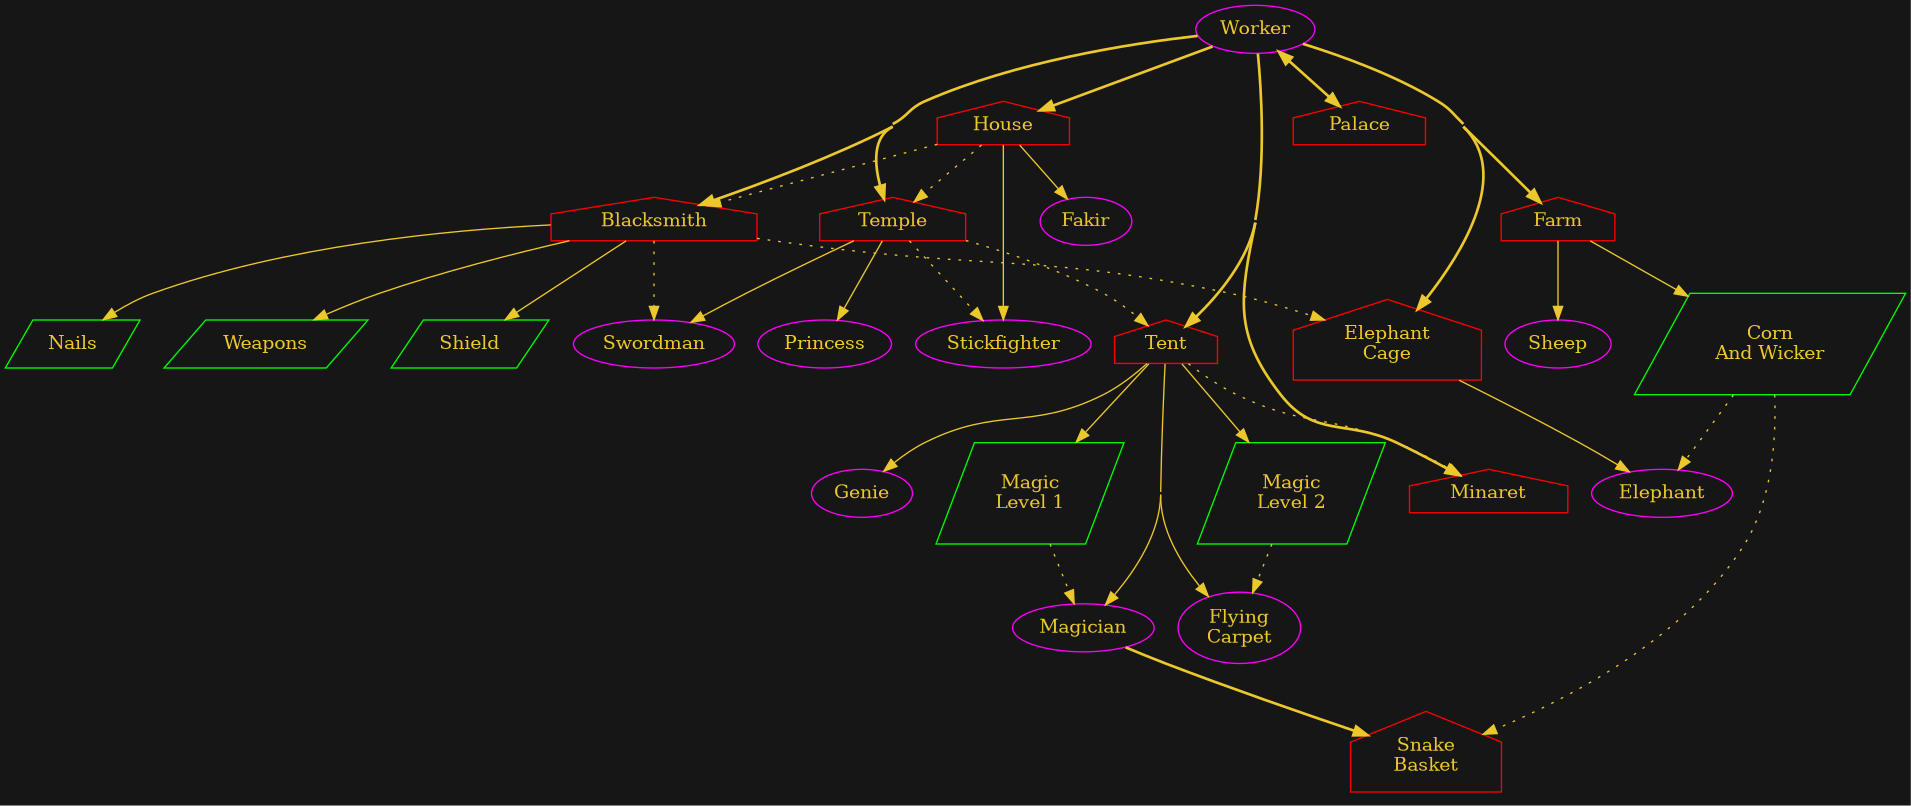 Worker
House
Palace
Blacksmith
Temple
Fakir
Farm
Nails
Weapons
Shield
Swordman
Princess
Stickfighter
Tent
Elephant
Cage
Sheep
Corn
And Wicker
Genie
Magic
Level 1
Magic
Level 2
Minaret
Elephant
Magician
Flying
Carpet
Snake
Basket